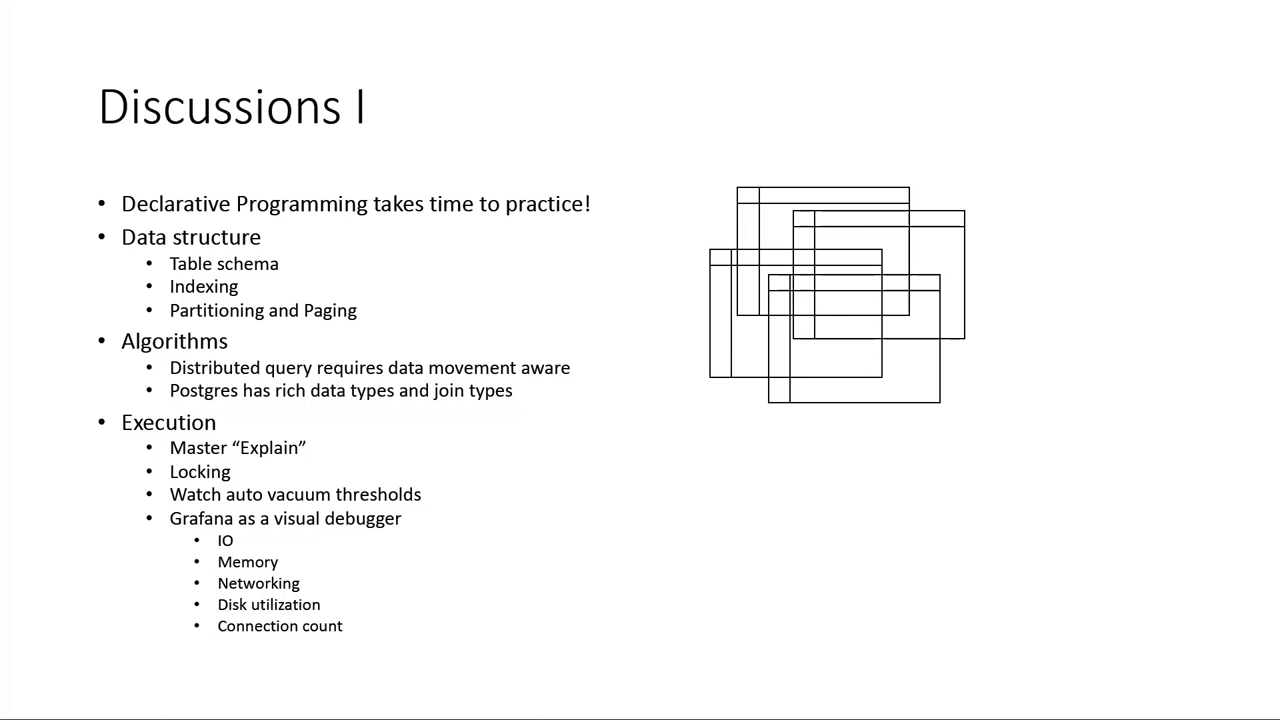 Discussions I
• Declarative Programming takes time to practice!
• Data structure
• Table schema
• Indexing
• Partitioning and Paging
• Algorithms
• Distributed query requires data movement aware
• Postgres has rich data types and join types
• Execution
• Master “Explain”
• Locking
• Watch auto vacuum thresholds
• Grafana as a visual debugger
• IO
• Memory
• Networking
• Disk utilization
• Connection count